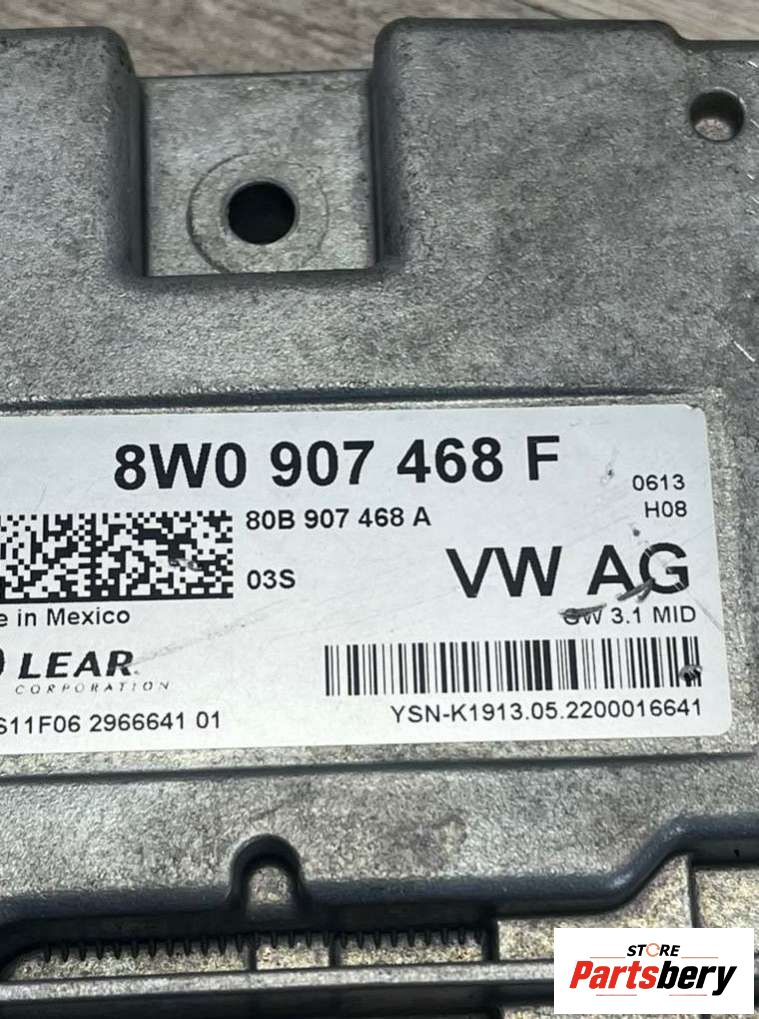 8W0 907 468 F
0613
H08
80B 907 468 A
03S
VW AG
GW 3.1 MID
e in Mexico
LEAR
CORPORATION
S11F06 2966641 01
YSN-K1913.05.2200016641
STORE
Partsbery